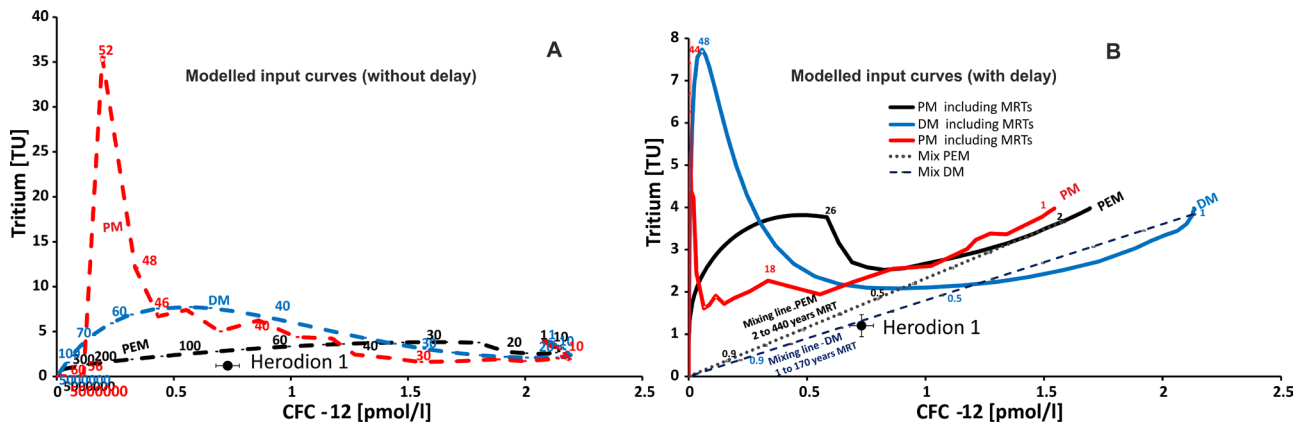 A
Modelled input curves (without delay)
Tritium [TU]
40
35
30
25
20
15
10
5
0
52
PM
48
46
40
30
10
60
36
DM
60
70
100
40
30
20
10
1
PEM
300
200
100
60
40
30
20
10
Herodion 1
0
0.5
1
1.5
2
2.5
CFC -12 [pmol/l]
B
Modelled input curves (with delay)
PM including MRTs
DM including MRTs
PM including MRTs
Mix PEM
Mix DM
Tritium [TU]
8
7
6
5
4
3
2
1
0
44
48
26
18
1
PM
2
PEM
DM
1
0.5
0.5
0.9
0.9
Mixing line-PEM
2 to 440 years MRT
Mixing line-DM
1 to 170 years MRT
Herodion 1
0
0.5
1
1.5
2
2.5
CFC -12 [pmol/l]